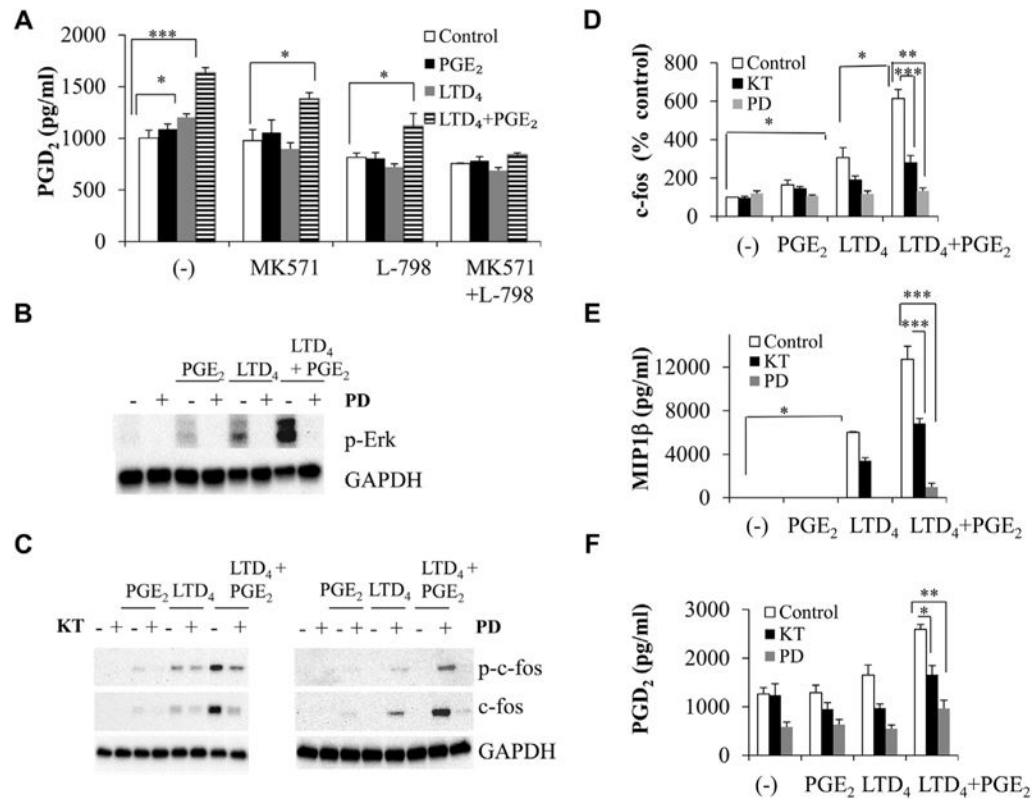 A
PGD₂ (pg/ml)
2000
1500
1000
500
0
***
*
*
*
Control
PGE₂
LTD₄
LTD₄+PGE₂
(-)
MK571
L-798
MK571
+L-798
B
PGE₂
LTD₄
LTD₄
+ PGE₂
- + - + - + - +
PD
p-Erk
GAPDH
C
PGE₂
LTD₄
LTD₄ +
PGE₂
KT - + - + - + - +
PGE₂
LTD₄
LTD₄ +
PGE₂
- + - + - + - + PD
p-c-fos
c-fos
GAPDH
D
c-fos (% control)
800
600
400
200
0
Control
KT
PD
*
*
**
***
(-) PGE₂ LTD₄ LTD₄+PGE₂
E
MIP1β (pg/ml)
12000
8000
4000
0
Control
KT
PD
*
***
***
(-) PGE₂ LTD₄ LTD₄+PGE₂
F
PGD₂ (pg/ml)
3000
2000
1000
0
Control
KT
PD
**
*
(-) PGE₂ LTD₄ LTD₄+PGE₂